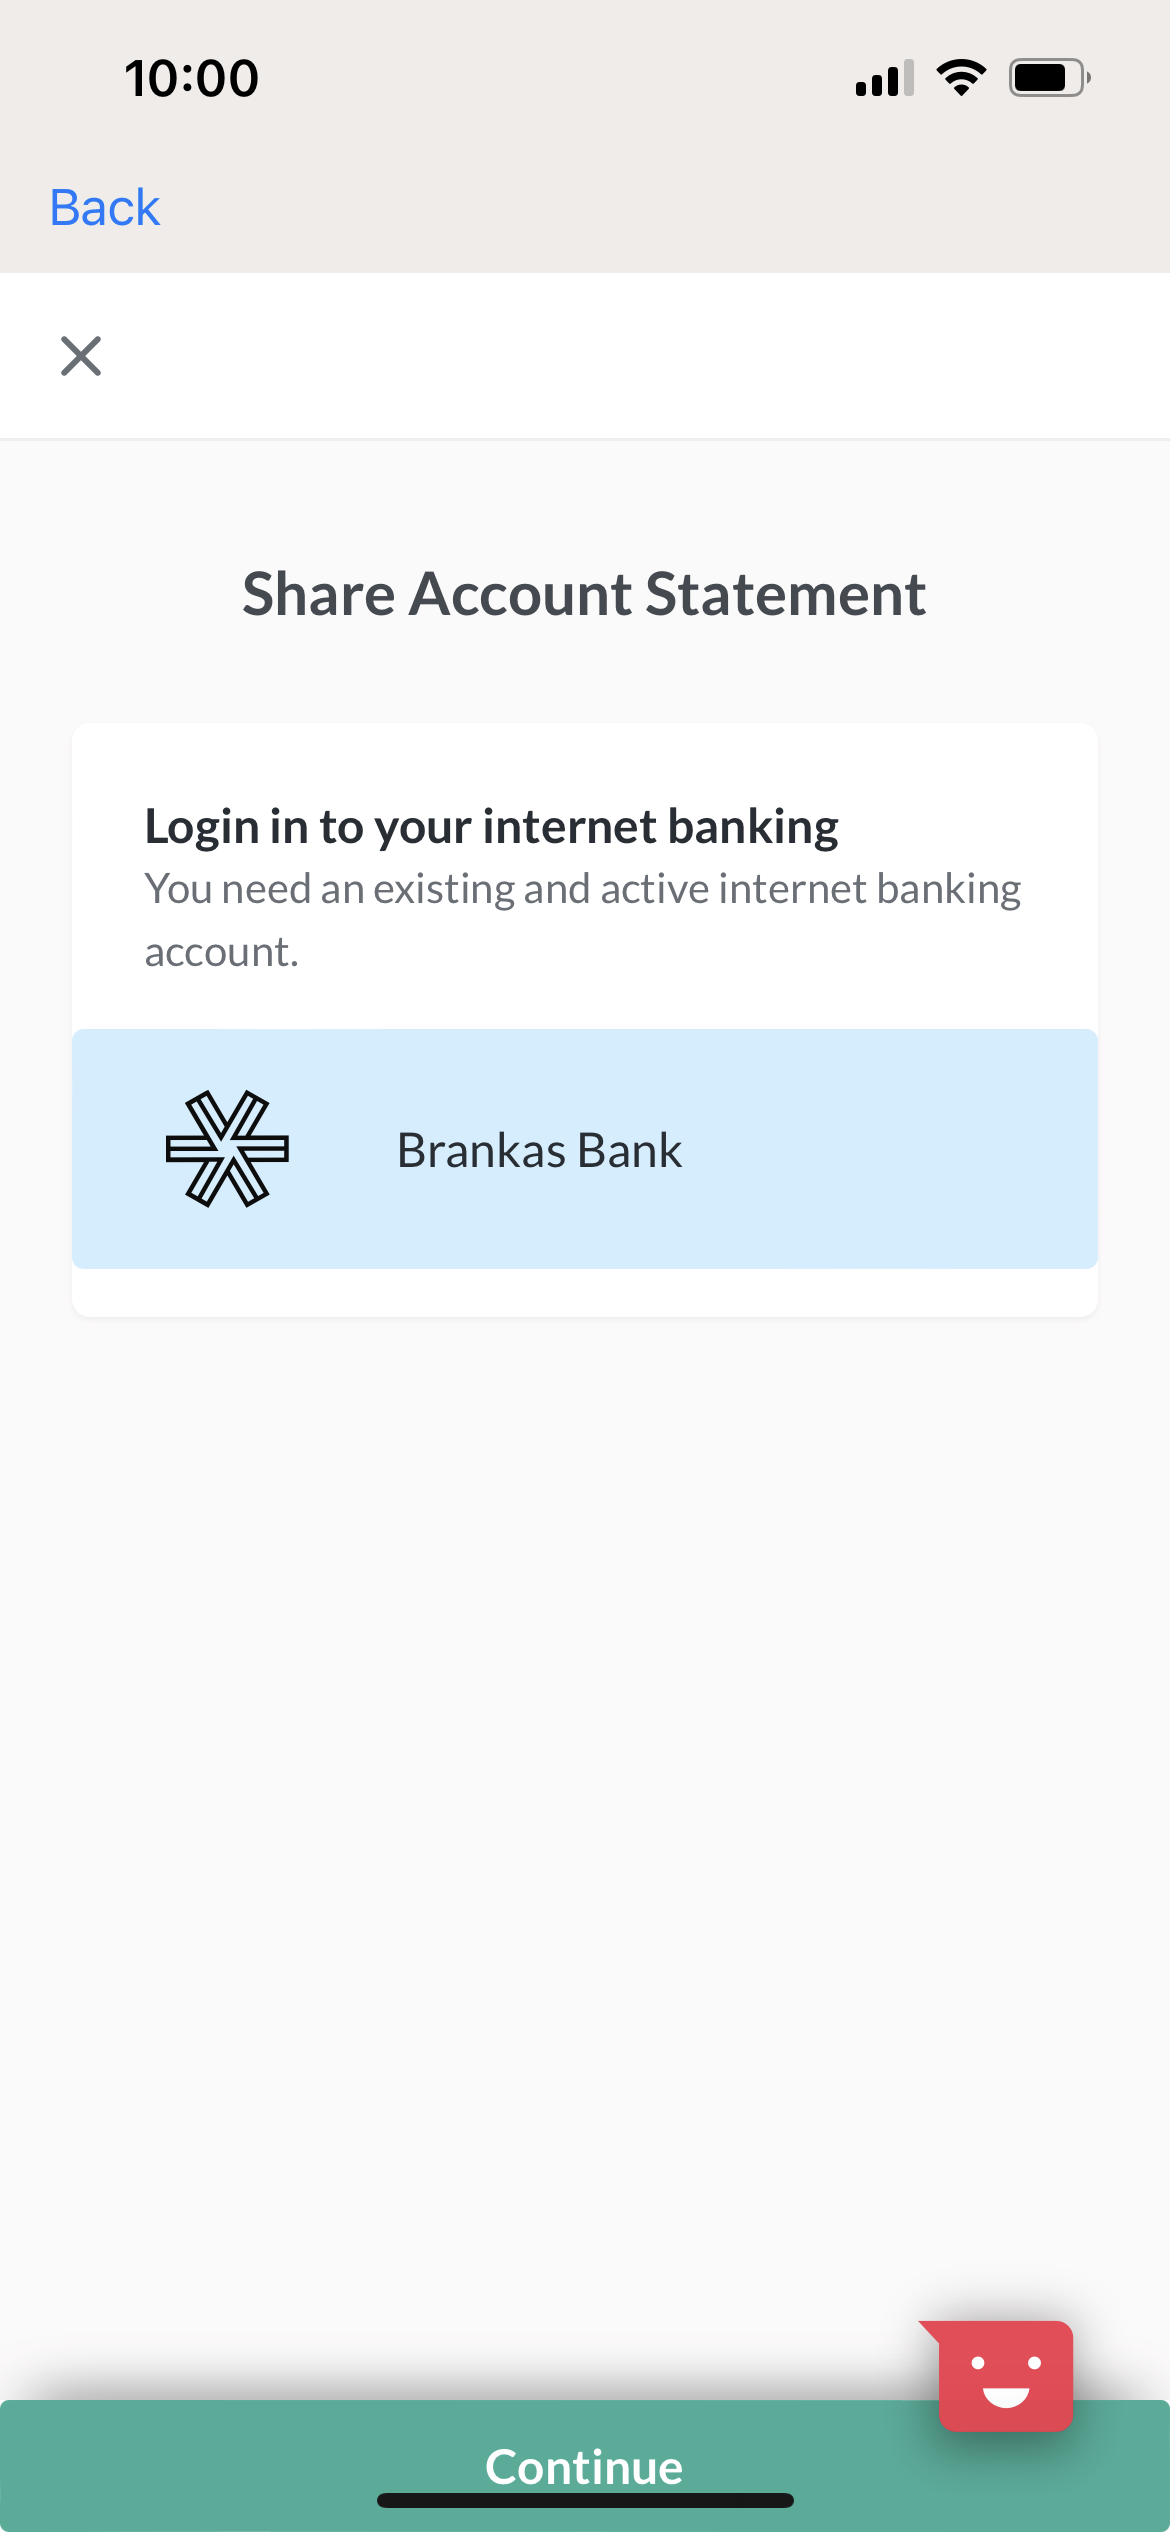 10:00
Back
Share Account Statement
Login in to your internet banking
You need an existing and active internet banking
account.
Brankas Bank
Continue